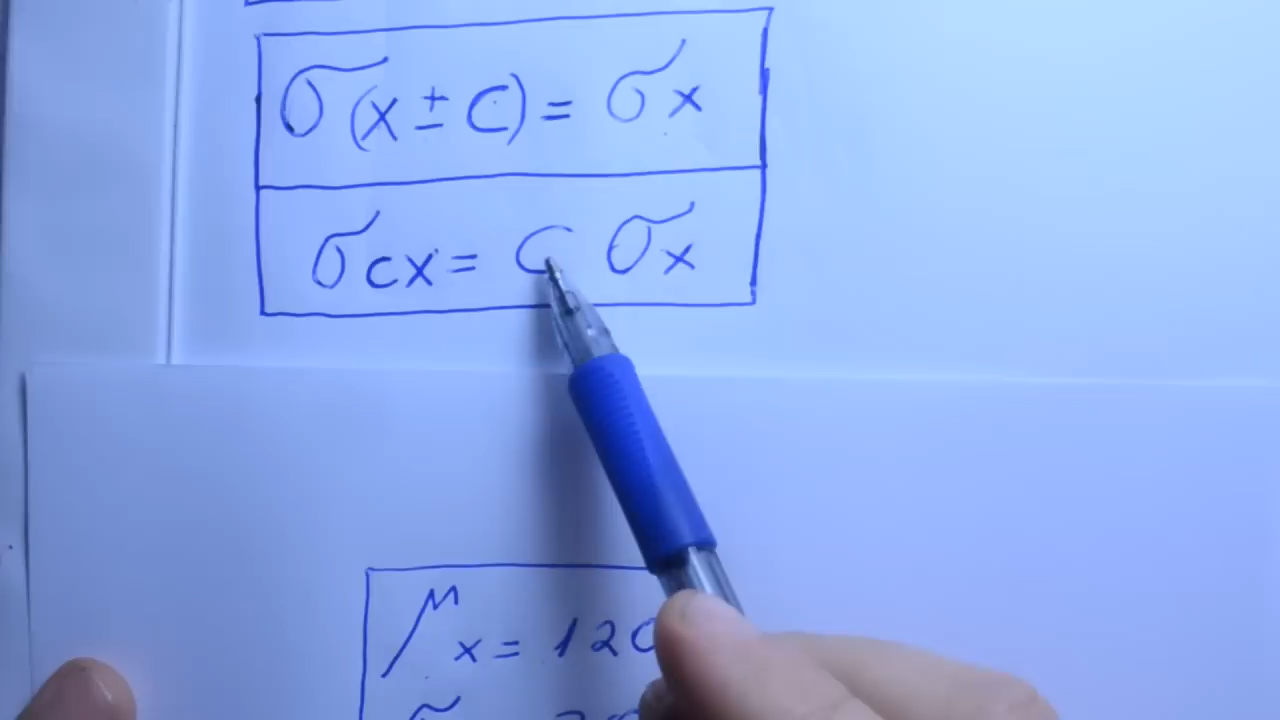 σ(x ± c) = σx
σcx = c σx
μx = 120